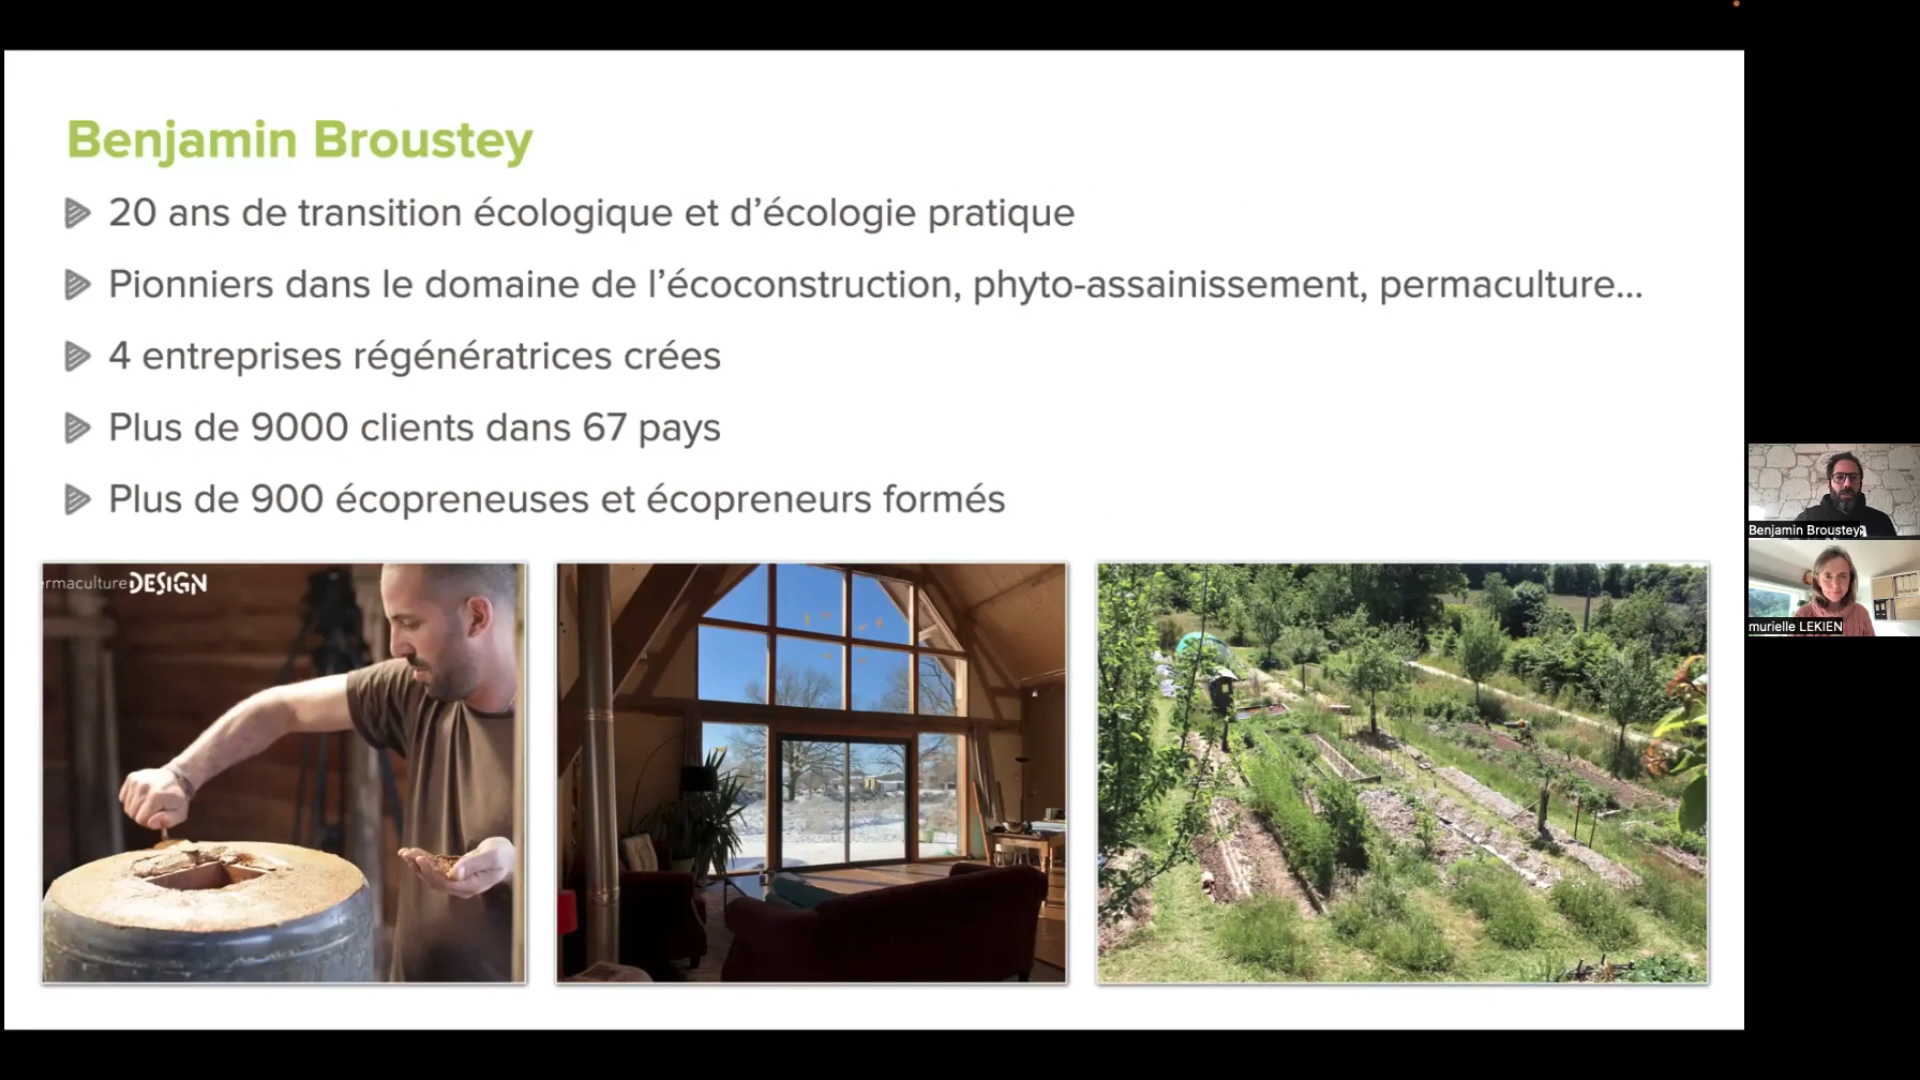 Benjamin Broustey
20 ans de transition écologique et d’écologie pratique
Pionniers dans le domaine de l’écoconstruction, phyto-assainissement, permaculture...
4 entreprises régénératrices crées
Plus de 9000 clients dans 67 pays
Plus de 900 écopreneuses et écopreneurs formés
rmacultureDESIGN
Benjamin Broustey
murielle LEKIEN